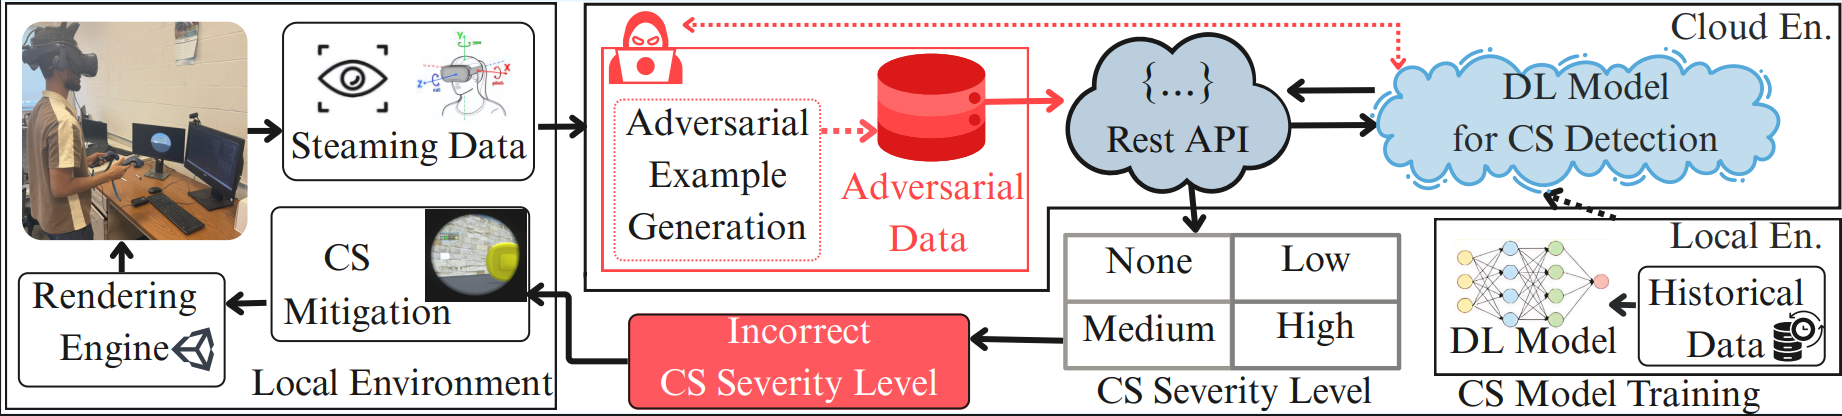 Steaming Data
CS
Mitigation
Rendering
Engine
Local Environment
Cloud En.
Adversarial
Example
Generation
Adversarial
Data
{...}
Rest API
DL Model
for CS Detection
None
Low
Medium
High
CS Severity Level
Incorrect
CS Severity Level
Local En.
Historical
Data
DL Model
CS Model Training